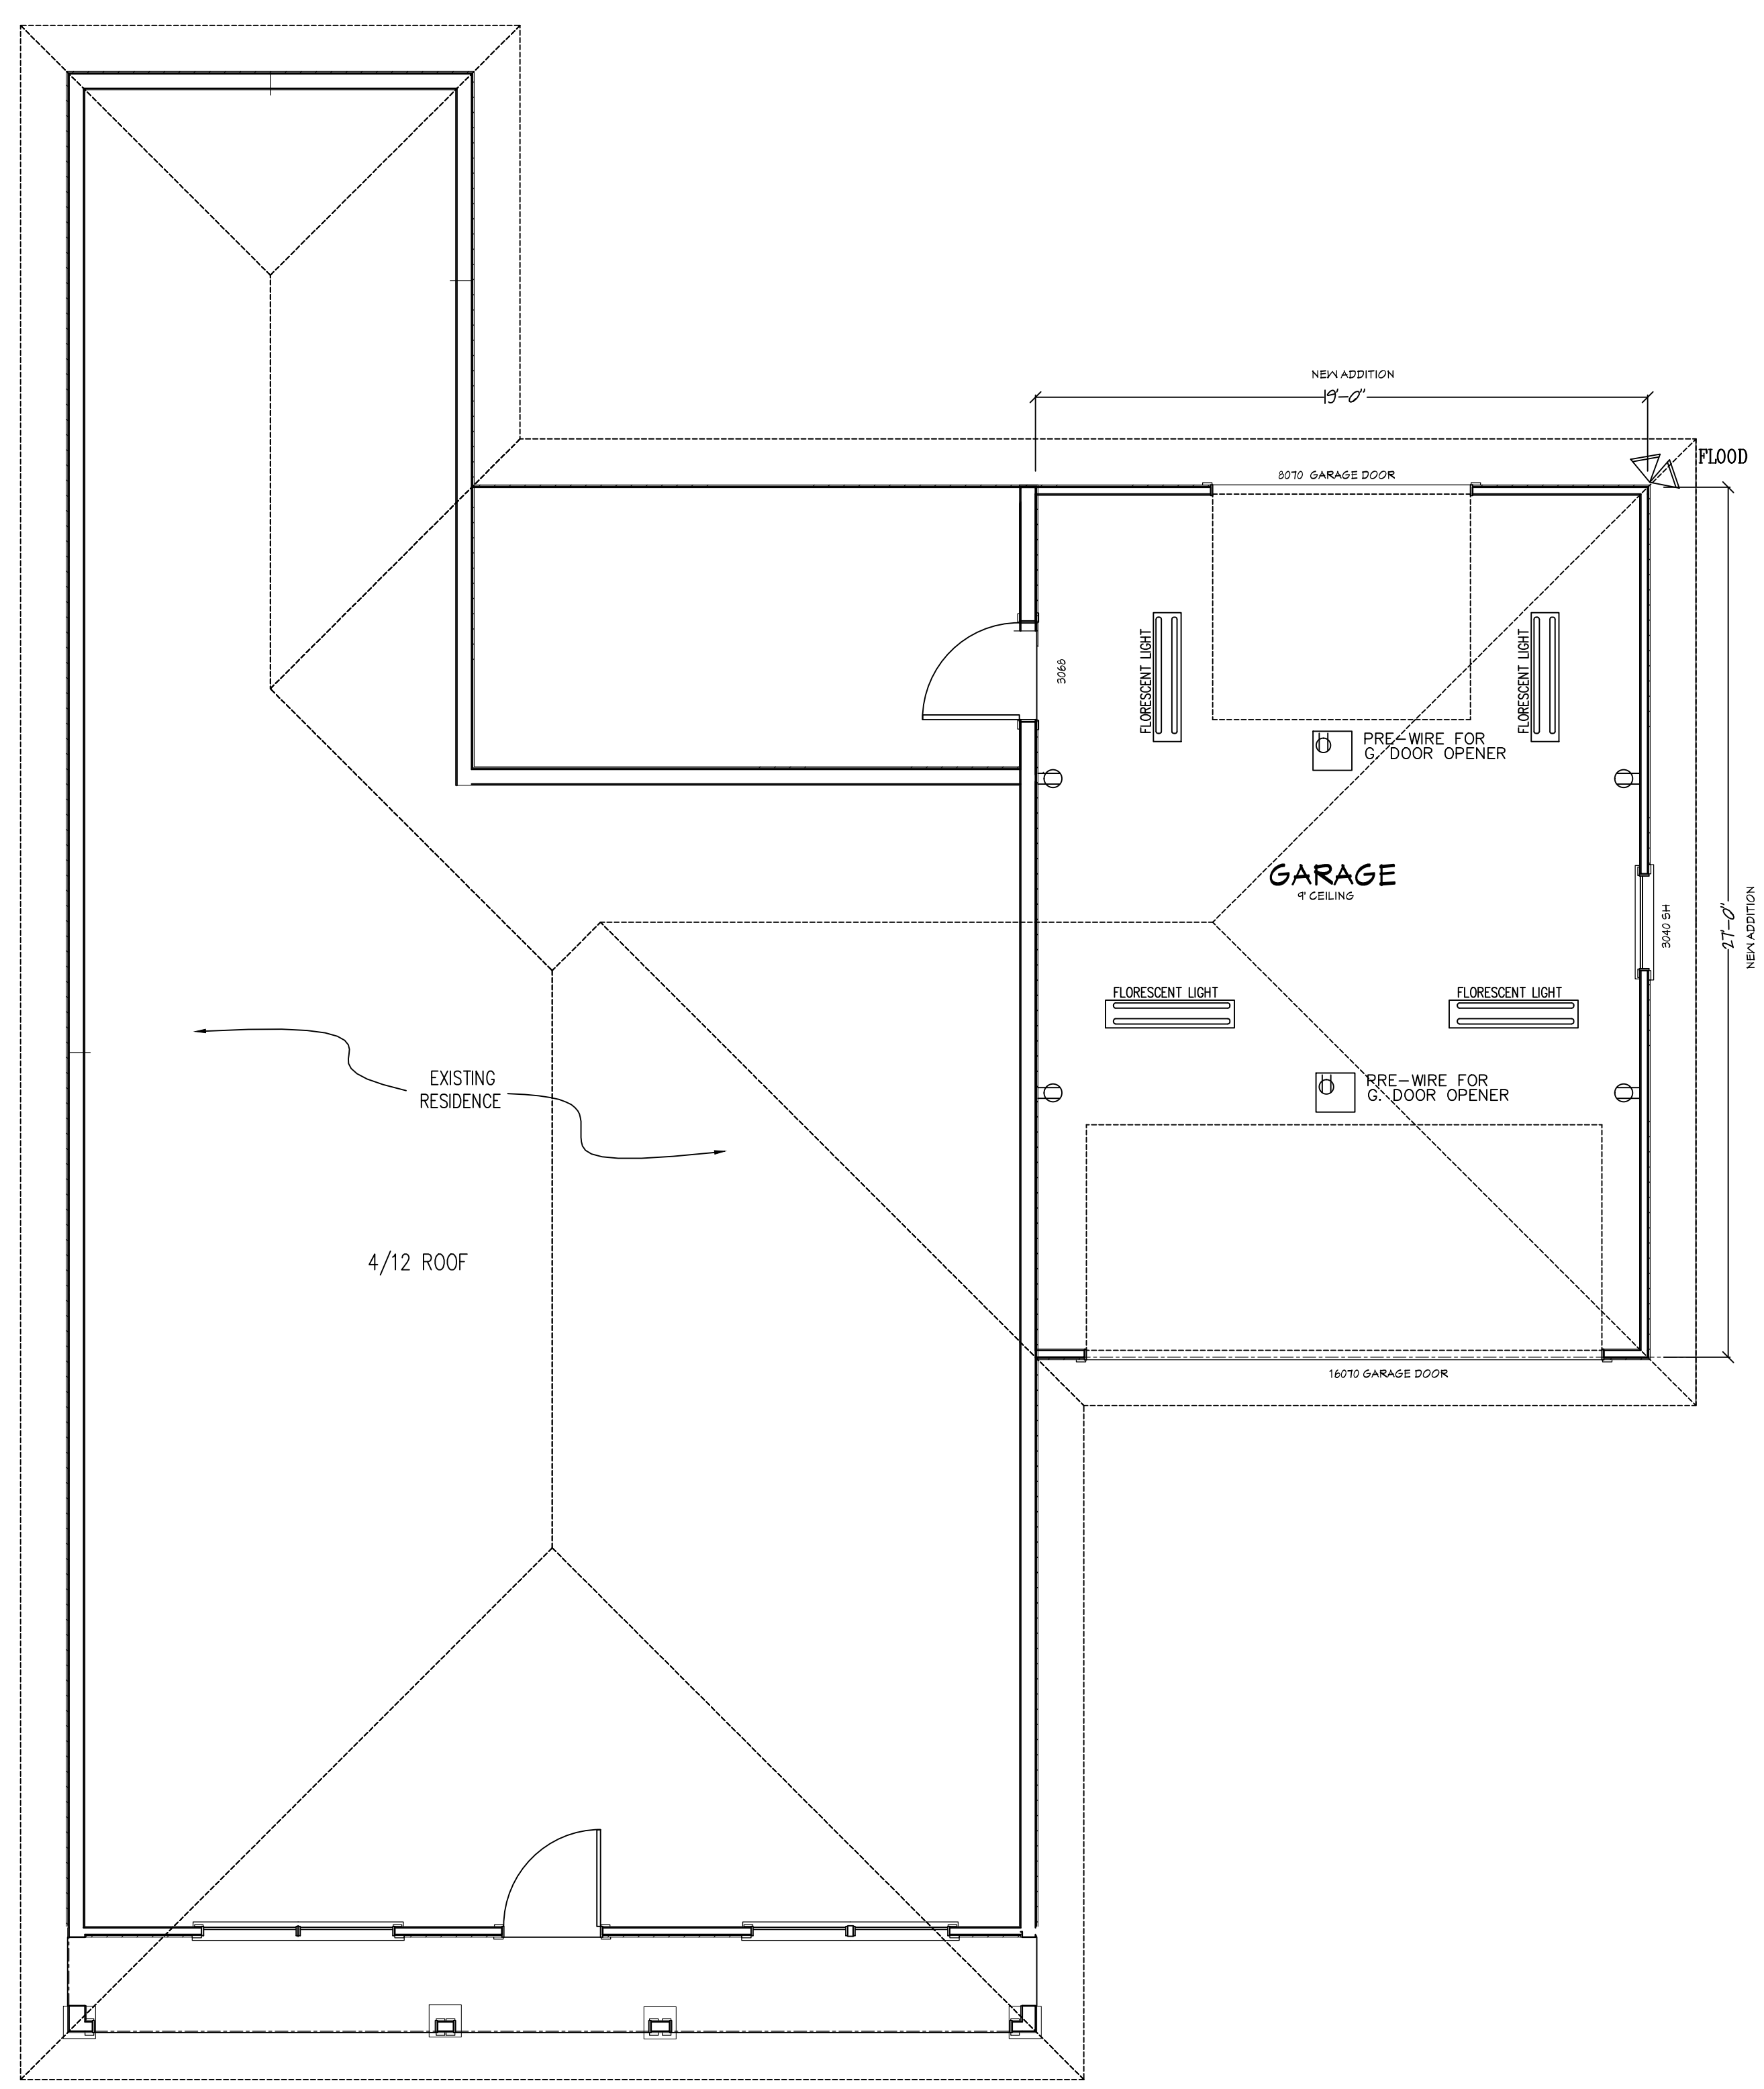 NEW ADDITION
19'-0"
FLOOD
8070 GARAGE DOOR
3068
FLORESCENT LIGHT
FLORESCENT LIGHT
PRE-WIRE FOR
G. DOOR OPENER
GARAGE
9' CEILING
3040 SH
27'-0"
NEW ADDITION
FLORESCENT LIGHT
FLORESCENT LIGHT
EXISTING
RESIDENCE
PRE-WIRE FOR
G. DOOR OPENER
4/12 ROOF
16070 GARAGE DOOR